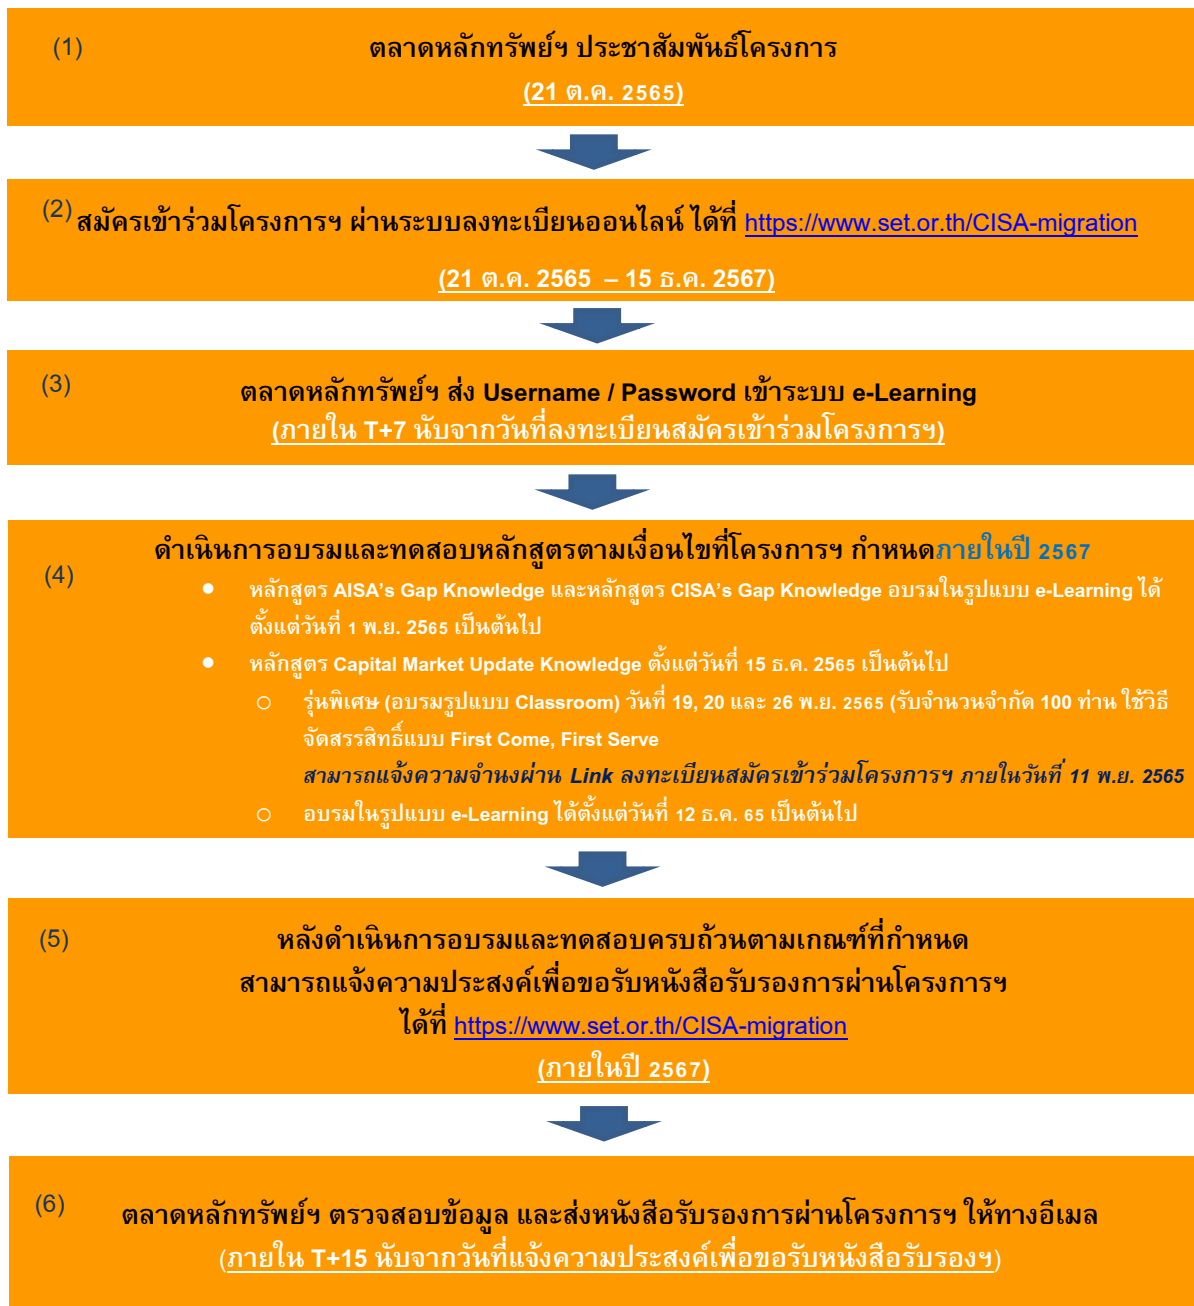 (1)
ตลาดหลักทรัพย์ฯ ประชาสัมพันธ์โครงการ
(21 ต.ค. 2565)
(2) สมัครเข้าร่วมโครงการฯ ผ่านระบบลงทะเบียนออนไลน์ ได้ที่ https://www.set.or.th/CISA-migration
(21 ต.ค. 2565 – 15 ธ.ค. 2567)
(3)
ตลาดหลักทรัพย์ฯ ส่ง Username / Password เข้าระบบ e-Learning
(ภายใน T+7 นับจากวันที่ลงทะเบียนสมัครเข้าร่วมโครงการฯ)
ดำเนินการอบรมและทดสอบหลักสูตรตามเงื่อนไขที่โครงการฯ กำหนดภายในปี 2567
(4)
● หลักสูตร AISA's Gap Knowledge และหลักสูตร CISA's Gap Knowledge อบรมในรูปแบบ e-Learning ได้
ตั้งแต่วันที่ 1 พ.ย. 2565 เป็นต้นไป
● หลักสูตร Capital Market Update Knowledge ตั้งแต่วันที่ 15 ธ.ค. 2565 เป็นต้นไป
○ รุ่นพิเศษ (อบรมรูปแบบ Classroom) วันที่ 19, 20 และ 26 พ.ย. 2565 (รับจำนวนจำกัด 100 ท่าน ใช้วิธี
จัดสรรสิทธิ์แบบ First Come, First Serve
สามารถแจ้งความจำนงผ่าน Link ลงทะเบียนสมัครเข้าร่วมโครงการฯ ภายในวันที่ 11 พ.ย. 2565
○ อบรมในรูปแบบ e-Learning ได้ตั้งแต่วันที่ 12 ธ.ค. 65 เป็นต้นไป
(5)
หลังดำเนินการอบรมและทดสอบครบถ้วนตามเกณฑ์ที่กำหนด
สามารถแจ้งความประสงค์เพื่อขอรับหนังสือรับรองการผ่านโครงการฯ
ได้ที่ https://www.set.or.th/CISA-migration
(ภายในปี 2567)
(6)
ตลาดหลักทรัพย์ฯ ตรวจสอบข้อมูล และส่งหนังสือรับรองการผ่านโครงการฯ ให้ทางอีเมล
(ภายใน T+15 นับจากวันที่แจ้งความประสงค์เพื่อขอรับหนังสือรับรองฯ)